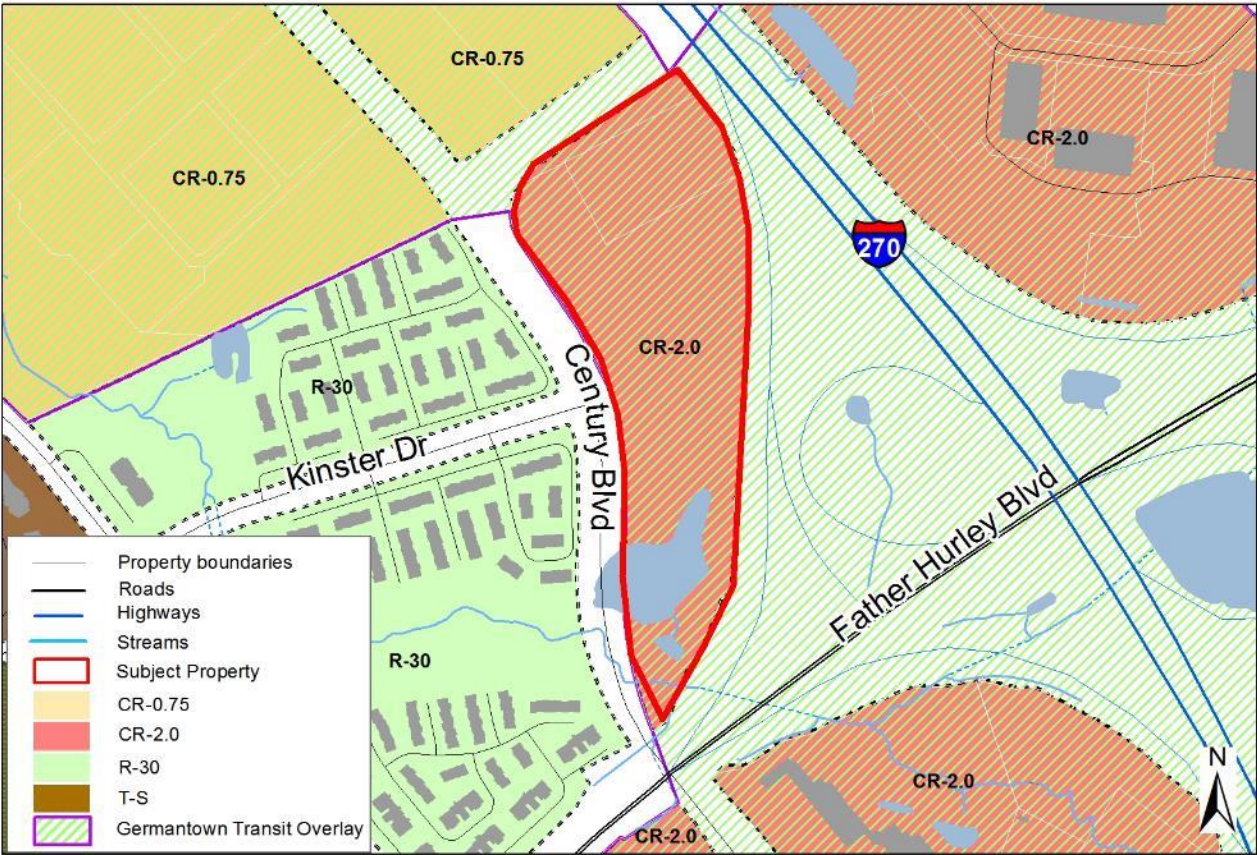 CR-0.75
CR-2.0
CR-0.75
270
CR-2.0
R-30
Century Blvd
Kinster Dr
Father Hurley Blvd
R-30
CR-2.0
CR-2.0
N
Property boundaries
Roads
Highways
Streams
Subject Property
CR-0.75
CR-2.0
R-30
T-S
Germantown Transit Overlay